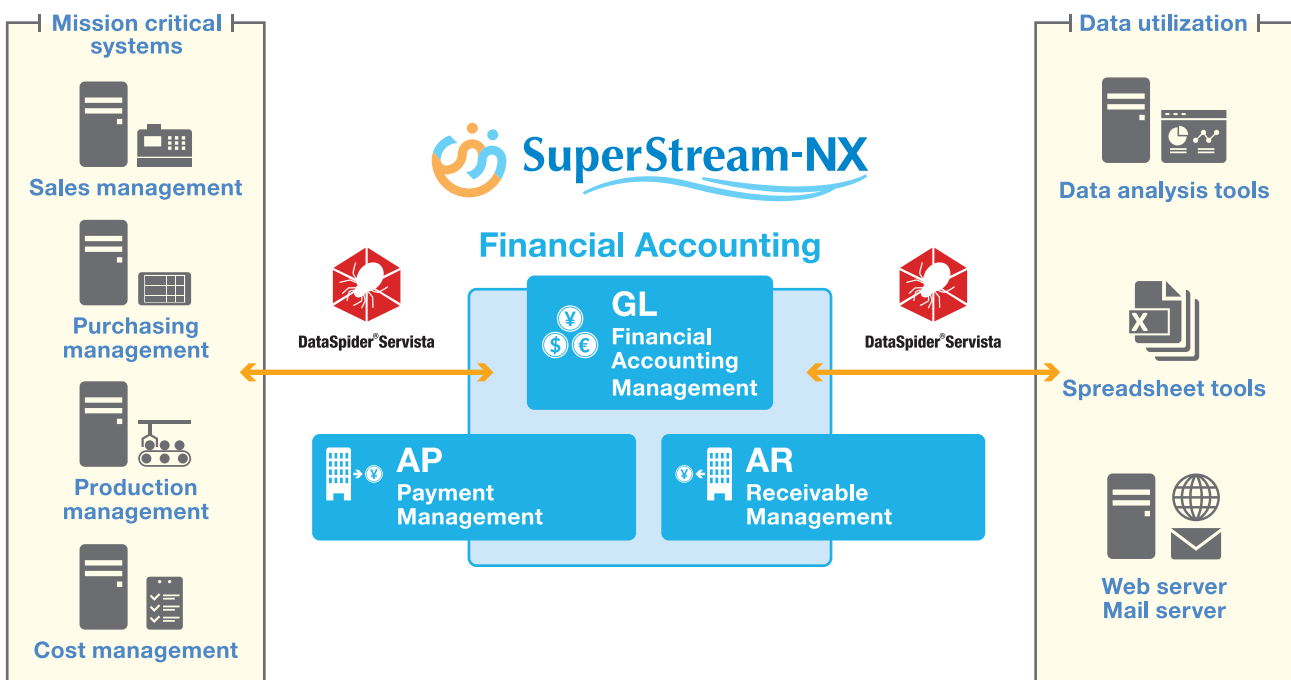 Mission critical
systems
Sales management
Purchasing
management
Production
management
Cost management
SuperStream-NX
Financial Accounting
DataSpider®Servista
¥
$ €
GL
Financial
Accounting
Management
¥
AP
Payment
Management
¥
AR
Receivable
Management
DataSpider®Servista
Data utilization
Data analysis tools
X
Spreadsheet tools
Web server
Mail server